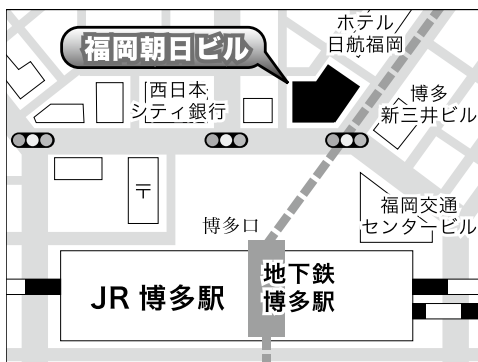 ホテル
日航福岡
福岡朝日ビル
西日本
シティ銀行
博多
新三井ビル
〒
福岡交通
センタービル
博多口
地下鉄
博多駅
JR 博多駅